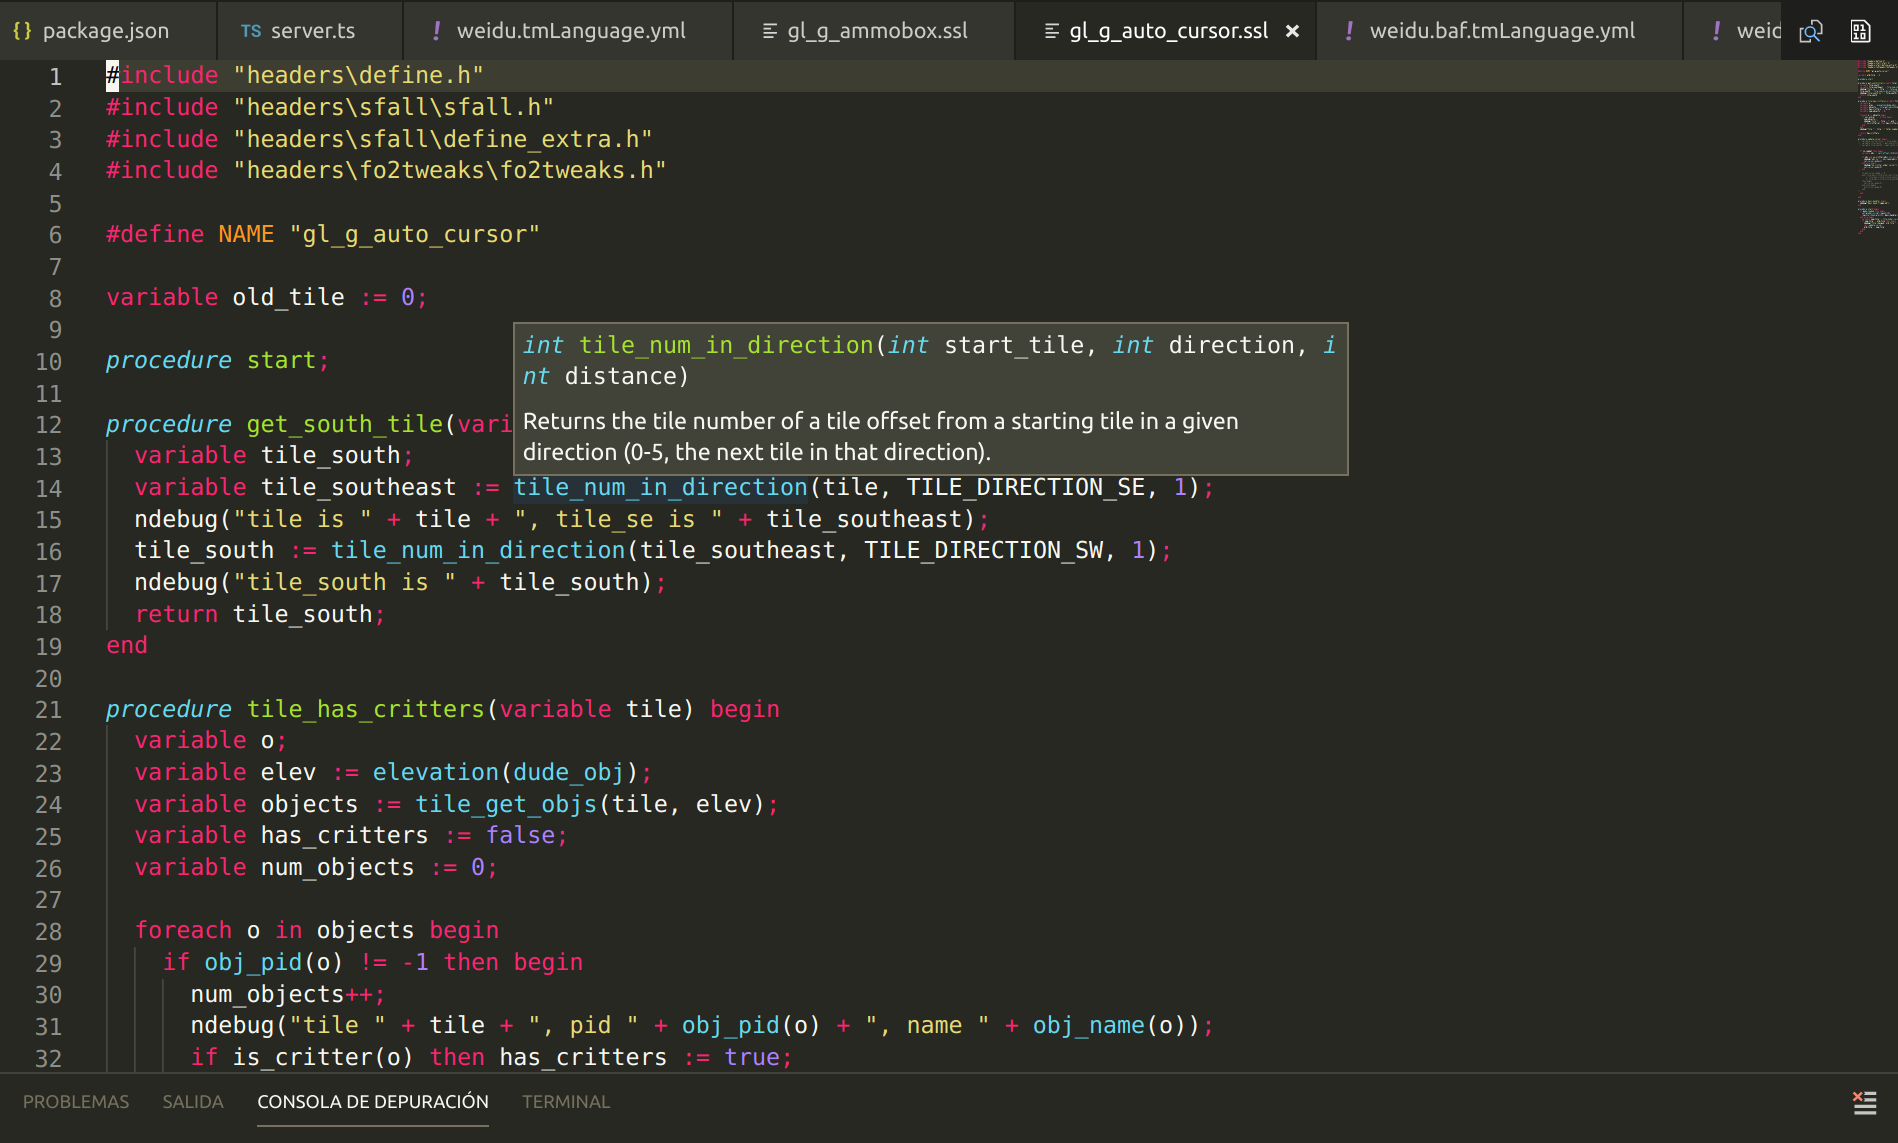 {} package.json TS server.ts ! weidu.tmLanguage.yml gl_g_ammobox.ssl gl_g_auto_cursor.ssl × ! weidu.baf.tmLanguage.yml ! weid
1 #include "headers\define.h"
2 #include "headers\sfall\sfall.h"
3 #include "headers\sfall\define_extra.h"
4 #include "headers\fo2tweaks\fo2tweaks.h"
5
6 #define NAME "gl_g_auto_cursor"
7
8 variable old_tile := 0;
9
10 procedure start;
11
int tile_num_in_direction(int start_tile, int direction, i
nt distance)
Returns the tile number of a tile offset from a starting tile in a given
direction (0-5, the next tile in that direction).
12 procedure get_south_tile(vari
13 variable tile_south;
14 variable tile_southeast := tile_num_in_direction(tile, TILE_DIRECTION_SE, 1);
15 ndebug("tile is " + tile + ", tile_se is " + tile_southeast);
16 tile_south := tile_num_in_direction(tile_southeast, TILE_DIRECTION_SW, 1);
17 ndebug("tile_south is " + tile_south);
18 return tile_south;
19 end
20
21 procedure tile_has_critters(variable tile) begin
22 variable o;
23 variable elev := elevation(dude_obj);
24 variable objects := tile_get_objs(tile, elev);
25 variable has_critters := false;
26 variable num_objects := 0;
27
28 foreach o in objects begin
29 if obj_pid(o) != -1 then begin
30 num_objects++;
31 ndebug("tile " + tile + ", pid " + obj_pid(o) + ", name " + obj_name(o));
32 if is_critter(o) then has_critters := true;
PROBLEMAS SALIDA CONSOLA DE DEPURACIÓN TERMINAL